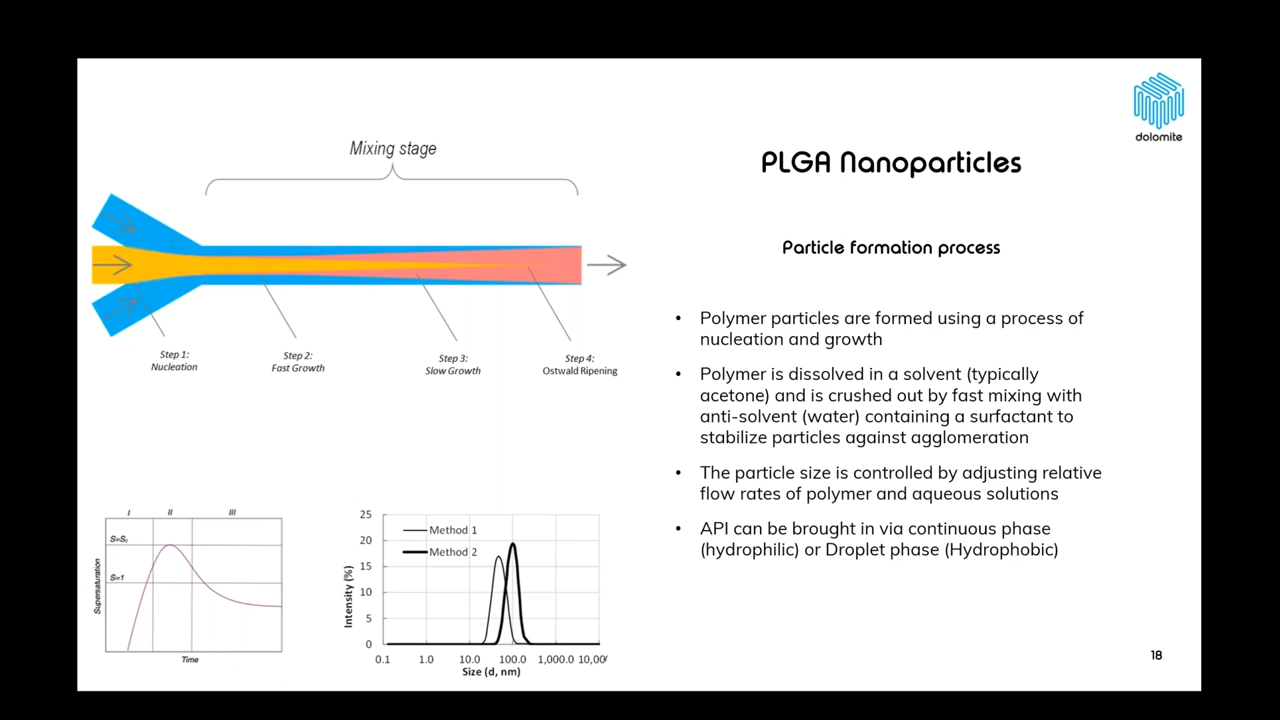 dolomite
PLGA Nanoparticles
Mixing stage
Particle formation process
Step 1:
Nucleation
Step 2:
Fast Growth
Step 3:
Slow Growth
Step 4:
Ostwald Ripening
• Polymer particles are formed using a process of
nucleation and growth
• Polymer is dissolved in a solvent (typically
acetone) and is crushed out by fast mixing with
anti-solvent (water) containing a surfactant to
stabilize particles against agglomeration
• The particle size is controlled by adjusting relative
flow rates of polymer and aqueous solutions
• API can be brought in via continuous phase
(hydrophilic) or Droplet phase (Hydrophobic)
I II III
S=1
Supersaturation
Time
Method 1
Method 2
25
20
15
10
5
0
Intensity (%)
0.1 1.0 10.0 100.0 1,000.0 10,00
Size (d, nm)
18